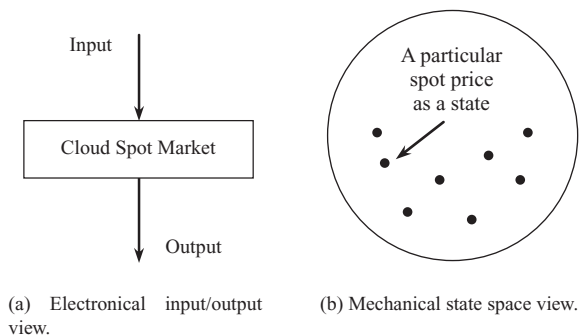 Input
Cloud Spot Market
Output
A particular
spot price
as a state
(a) Electronical input/output
view.
(b) Mechanical state space view.